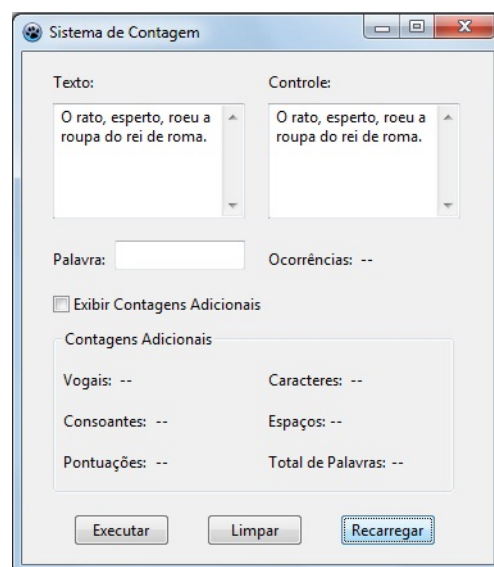 Sistema de Contagem
Texto: Controle:
O rato, esperto, roeu a
roupa do rei de roma.
O rato, esperto, roeu a
roupa do rei de roma.
Palavra: Ocorrências: --
Exibir Contagens Adicionais
Contagens Adicionais
Vogais: -- Caracteres: --
Consoantes: -- Espaços: --
Pontuações: -- Total de Palavras: --
Executar Limpar Recarregar